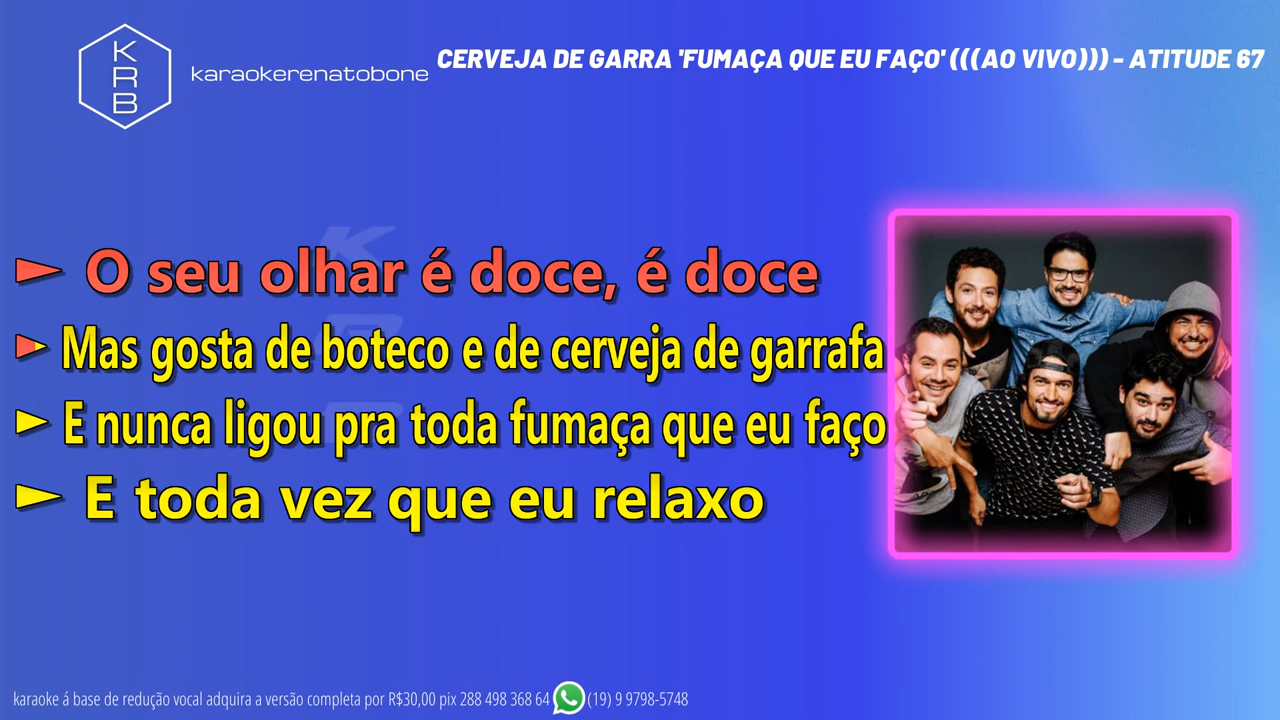 KRB
karaokerenatobone
CERVEJA DE GARRA 'FUMAÇA QUE EU FAÇO' (((AO VIVO))) - ATITUDE 67
O seu olhar é doce, é doce
Mas gosta de boteco e de cerveja de garrafa
E nunca ligou pra toda fumaça que eu faço
E toda vez que eu relaxo
karaoke á base de redução vocal adquira a versão completa por R$30,00 pix 288 498 368 64 (19) 9 9798-5748